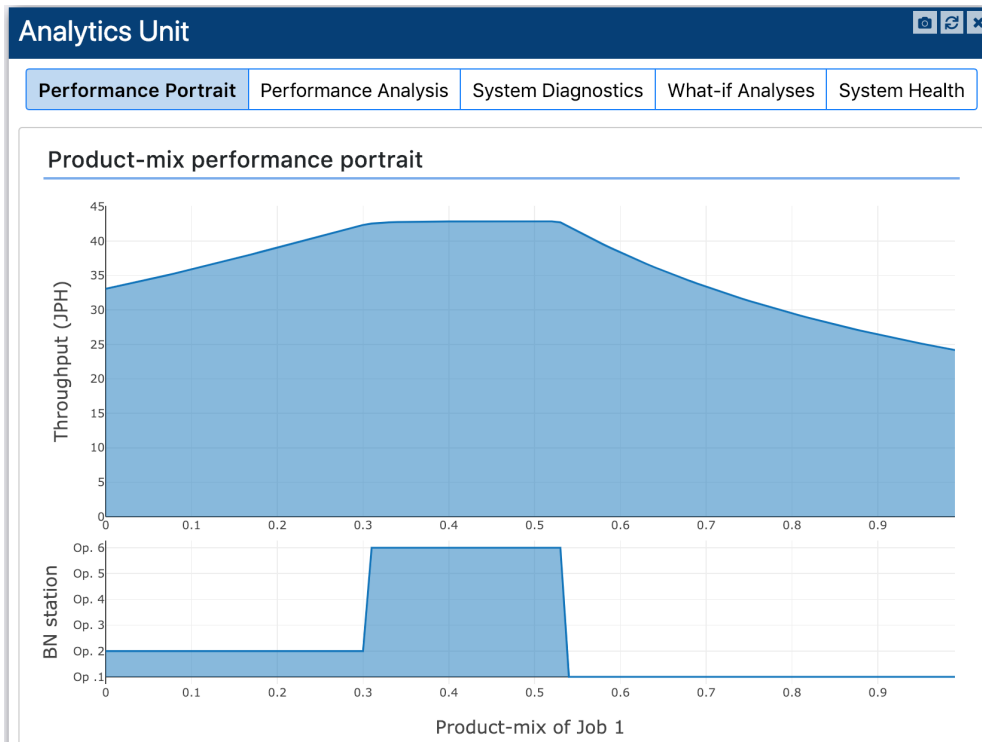 Analytics Unit
Performance Portrait Performance Analysis System Diagnostics What-if Analyses System Health
Product-mix performance portrait
Throughput (JPH)
45
40
35
30
25
20
15
10
5
0
0 0.1 0.2 0.3 0.4 0.5 0.6 0.7 0.8 0.9
BN station
Op. 6
Op. 5
Op. 4
Op. 3
Op. 2
Op .1
0 0.1 0.2 0.3 0.4 0.5 0.6 0.7 0.8 0.9
Product-mix of Job 1